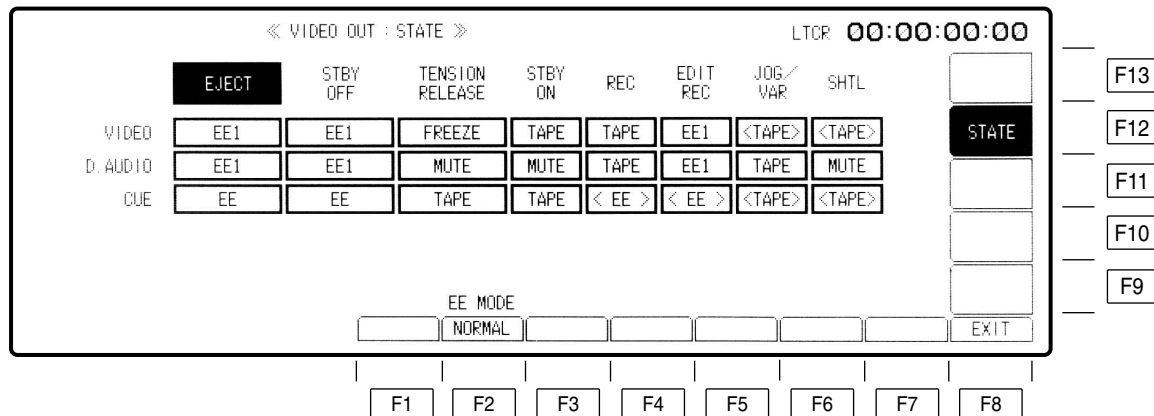 ≪ VIDEO OUT : STATE ≫ LTCR 00:00:00:00
EJECT STBY OFF TENSION RELEASE STBY ON REC EDIT REC JOG/ VAR SHTL F13
VIDEO EE1 EE1 FREEZE TAPE TAPE EE1 <TAPE> <TAPE> STATE F12
D.AUDIO EE1 EE1 MUTE MUTE TAPE EE1 TAPE MUTE F11
CUE EE EE TAPE TAPE < EE > < EE > <TAPE> <TAPE> F10
F9
EE MODE
NORMAL EXIT
F1 F2 F3 F4 F5 F6 F7 F8